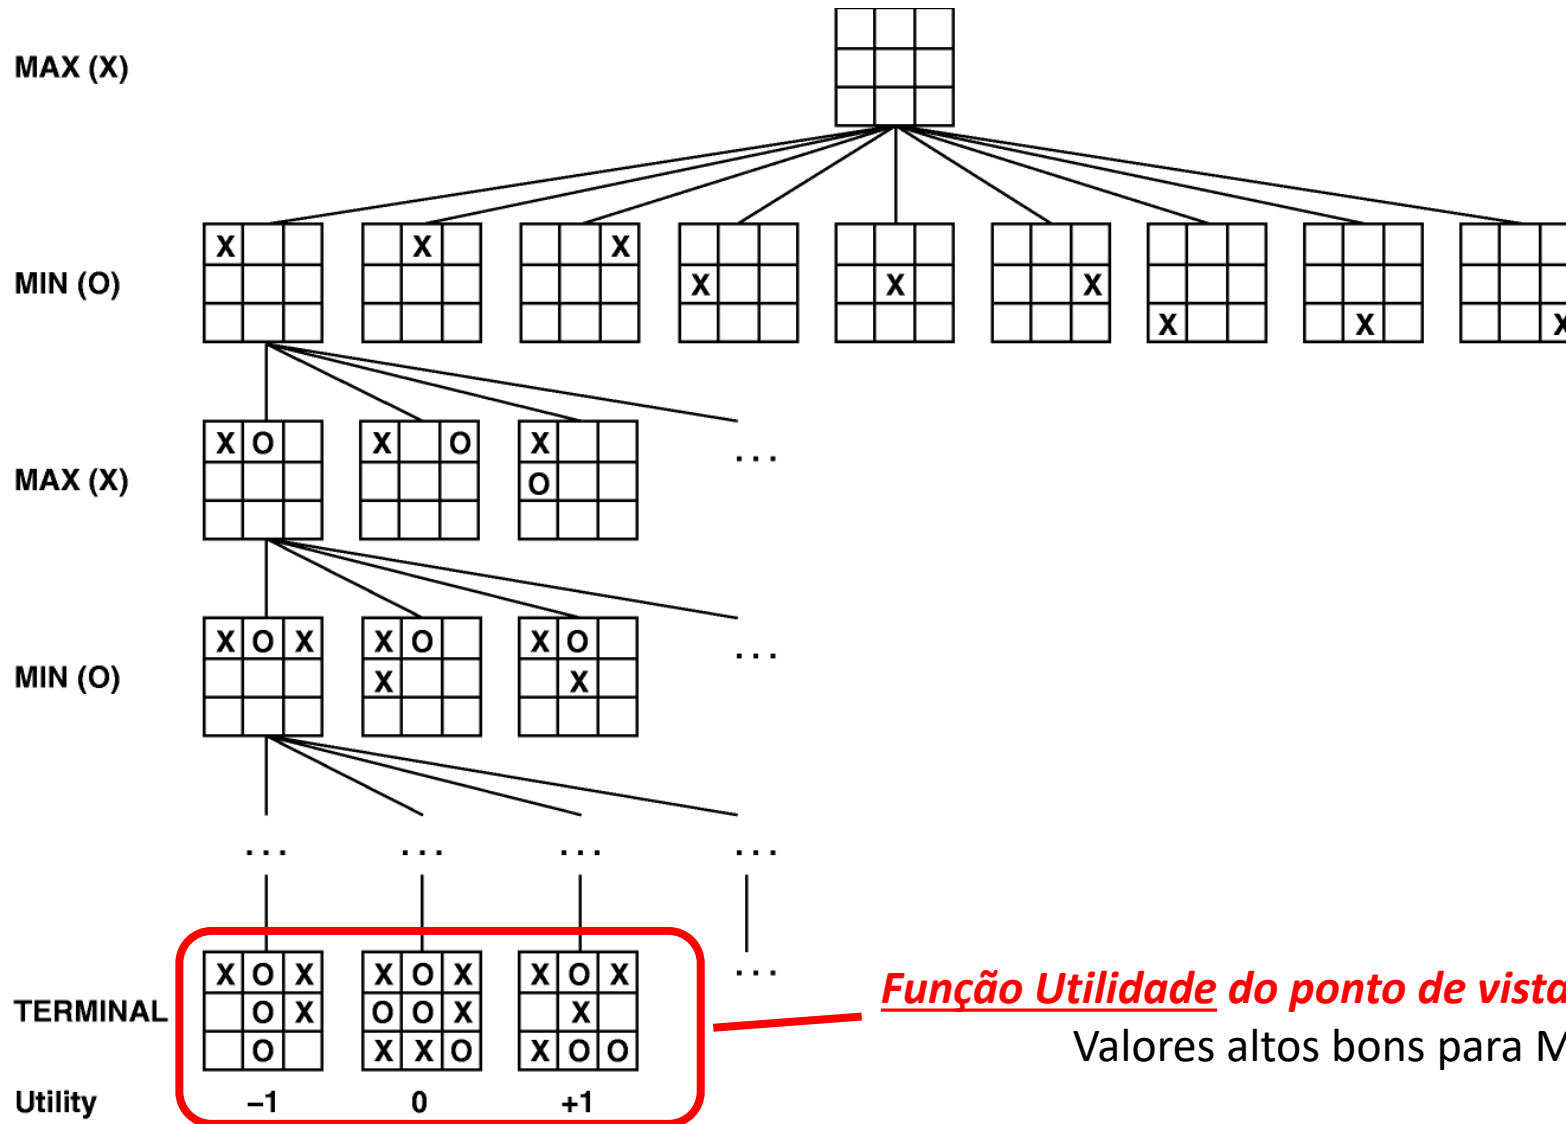 MAX (X)
X X X X X X X X X
MIN (O)
X O X O X
O
...
MAX (X)
X O X X O X O
X X
...
MIN (O)
... ... ... ...
X O X X O X X O X
...
O X O O X X
TERMINAL
O X X O X O O
Utility –1 0 +1
Função Utilidade do ponto de vista
Valores altos bons para M